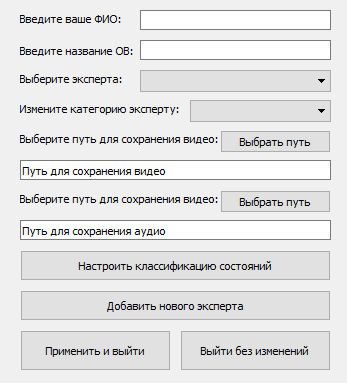 Введите ваше ФИО:
Введите название ОВ:
Выберите эксперта:
Измените категорию эксперту:
Выберите путь для сохранения видео: Выбрать путь
Путь для сохранения видео
Выберите путь для сохранения видео: Выбрать путь
Путь для сохранения аудио
Настроить классификацию состояний
Добавить нового эксперта
Применить и выйти Выйти без изменений